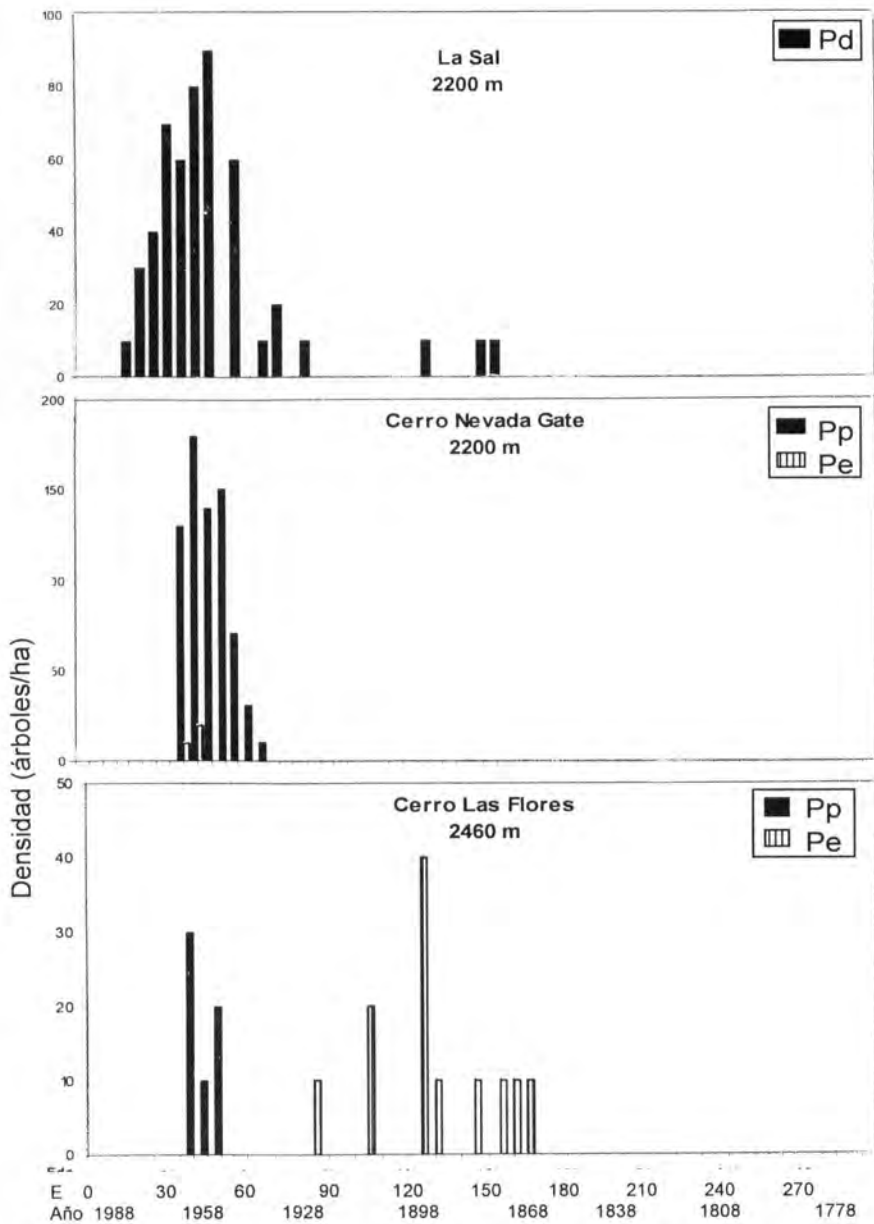 100
80
60
40
20
0
La Sal
2200 m
Pd
200
150
00
50
0
Cerro Nevada Gate
2200 m
Pp
Pe
Densidad (árboles/ha)
50
40
30
20
10
0
Cerro Las Flores
2460 m
Pp
Pe
E 0 30 60 90 120 150 180 210 240 270
Año 1988 1958 1928 1898 1868 1838 1808 1778